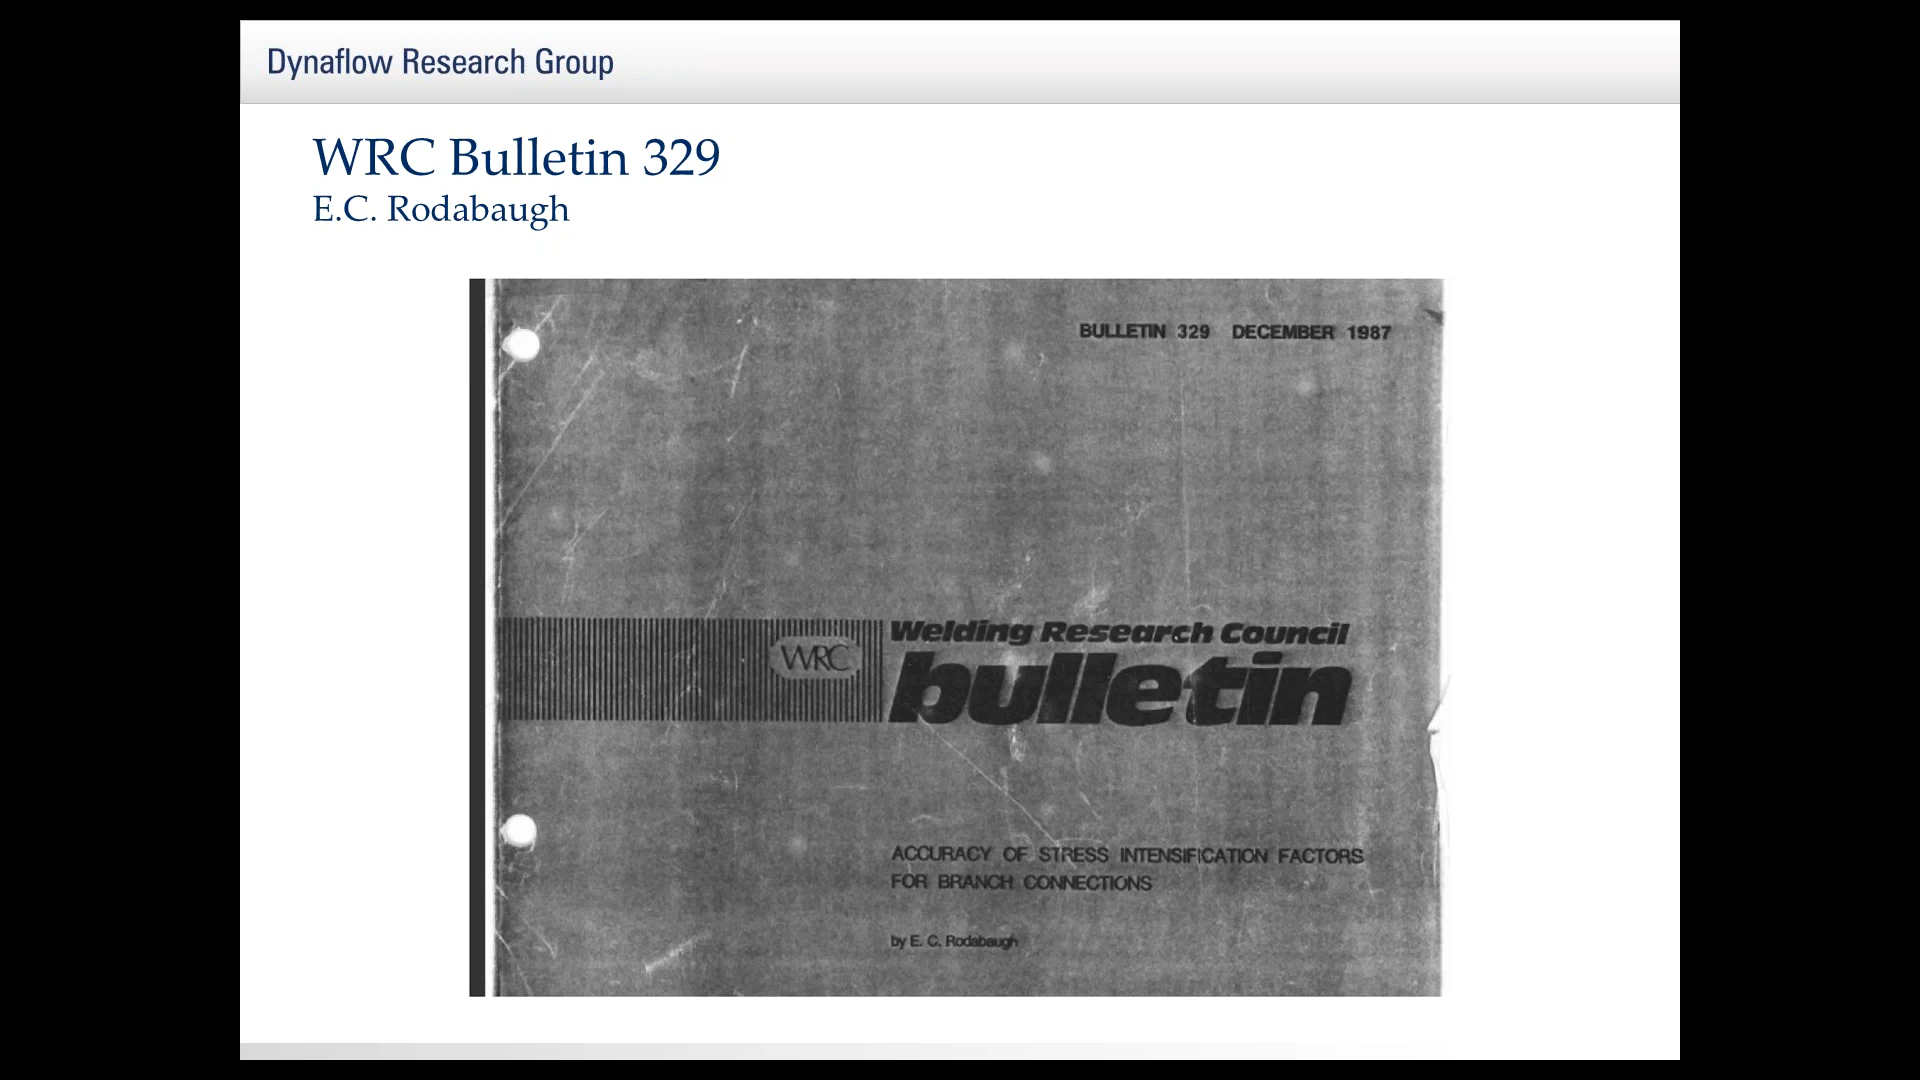 Dynaflow Research Group
WRC Bulletin 329
E.C. Rodabaugh
BULLETIN 329 DECEMBER 1987
WRC
Welding Research Council
bulletin
ACCURACY OF STRESS INTENSIFICATION FACTORS
FOR BRANCH CONNECTIONS
by E. C. Rodabaugh